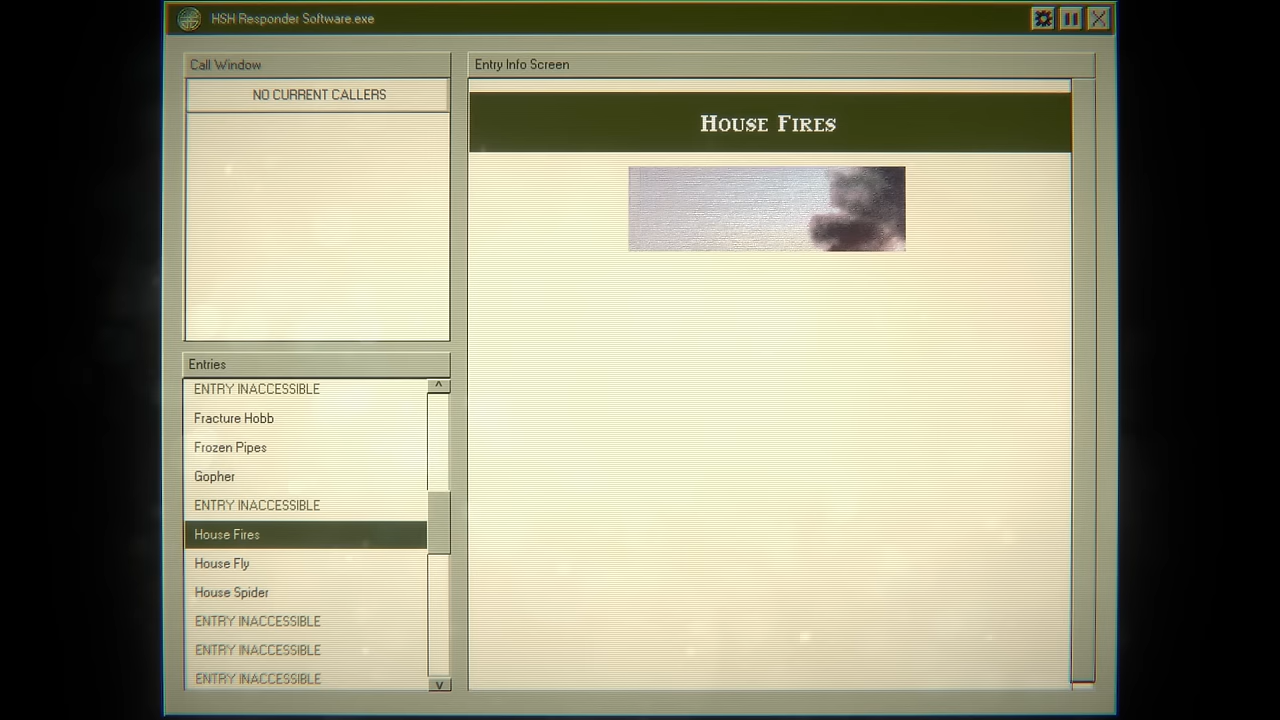 HSH Responder Software.exe
Call Window
NO CURRENT CALLERS
Entries
ENTRY INACCESSIBLE
Fracture Hobb
Frozen Pipes
Gopher
ENTRY INACCESSIBLE
House Fires
House Fly
House Spider
ENTRY INACCESSIBLE
ENTRY INACCESSIBLE
ENTRY INACCESSIBLE
Entry Info Screen
House Fires